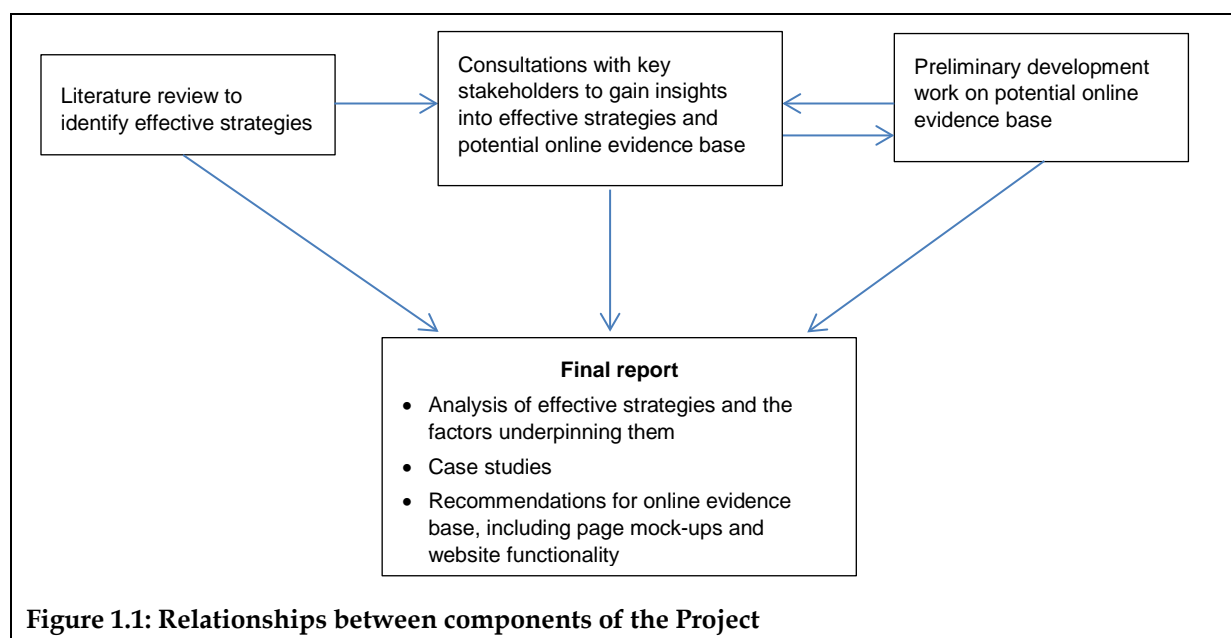 Literature review to
identify effective strategies
Consultations with key
stakeholders to gain insights
into effective strategies and
potential online evidence base
Preliminary development
work on potential online
evidence base
Final report
• Analysis of effective strategies and the
factors underpinning them
• Case studies
• Recommendations for online evidence
base, including page mock-ups and
website functionality
Figure 1.1: Relationships between components of the Project